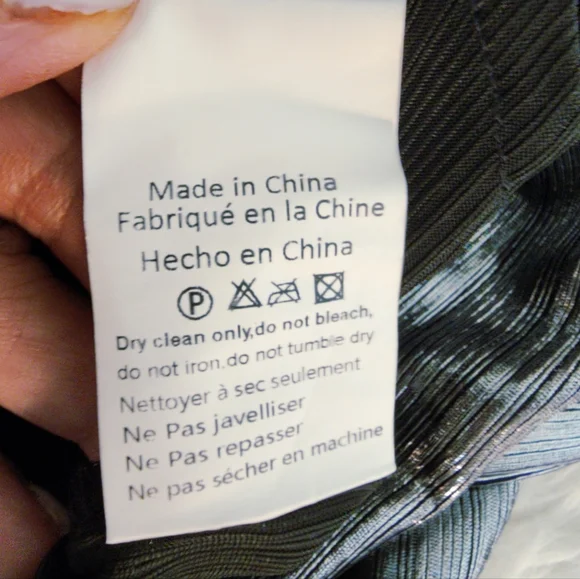 Made in China
Fabriqué en la Chine
Hecho en China
P
Dry clean only,do not bleach,
do not iron.do not tumble dry
Nettoyer à sec seulement
Ne Pas javelliser
Ne Pas repasser
Ne pas sécher en machine